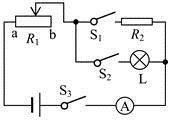 a R₁ b S₁ R₂
S₂ L
S₃ A